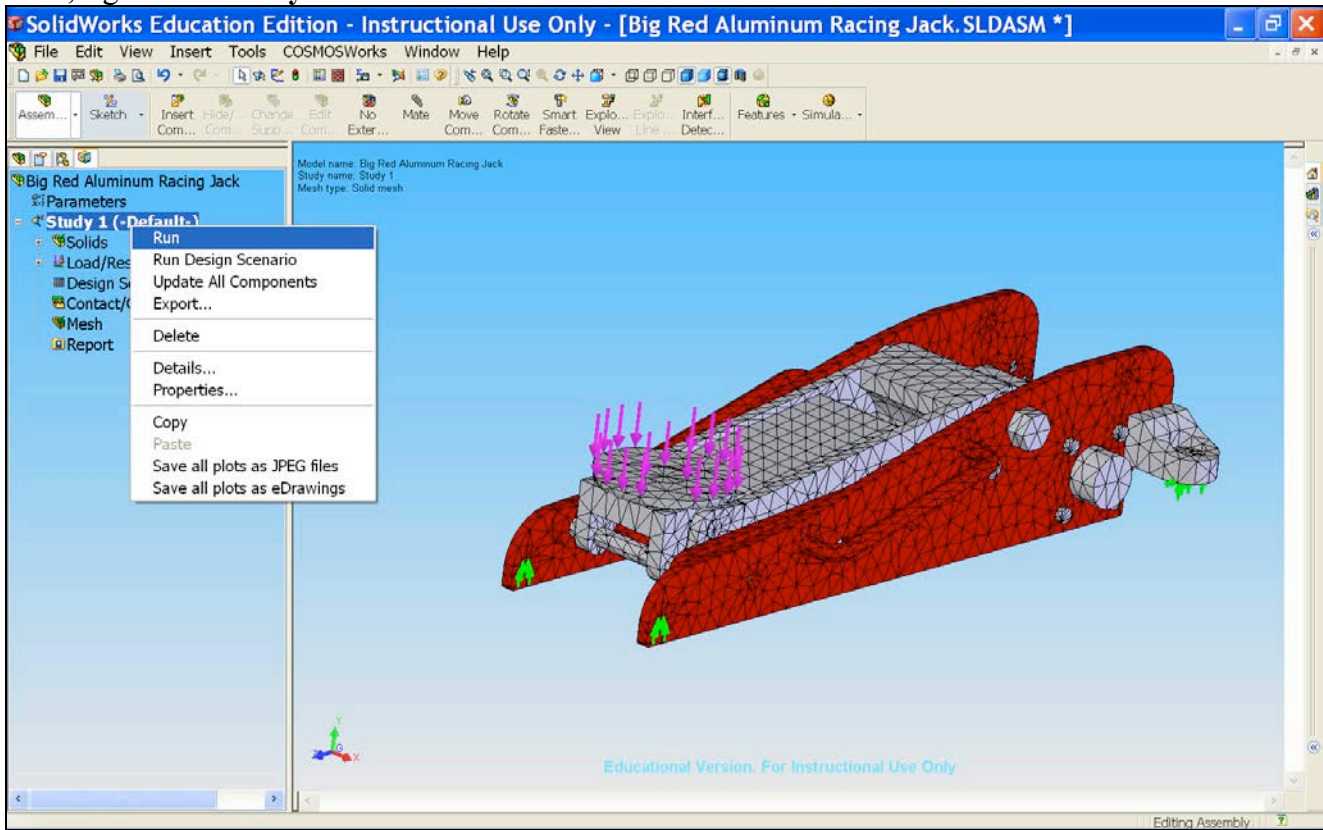 SolidWorks Education Edition - Instructional Use Only - [Big Red Aluminum Racing Jack.SLDASM *]
File Edit View Insert Tools COSMOSWorks Window Help
Assem... Sketch Insert Com... Hide/ Com... Change Supp... Edit Com... No Exter... Mate Move Com... Rotate Com... Smart Faste... Explo... View Explo... Line ... Interf... Detec... Features Simula...
Model name: Big Red Aluminum Racing Jack
Study name: Study 1
Mesh type: Solid mesh
Big Red Aluminum Racing Jack
Parameters
Study 1 (-Default-)
Solids
Load/Res
Design S
Contact/
Mesh
Report
Run
Run Design Scenario
Update All Components
Export...
Delete
Details...
Properties...
Copy
Paste
Save all plots as JPEG files
Save all plots as eDrawings
Y
G
X
Educational Version. For Instructional Use Only
Editing Assembly